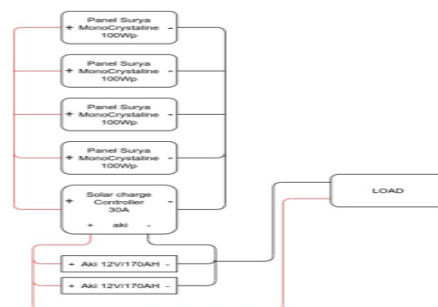 Panel Surya
+ MonoCrystaline -
100Wp
Panel Surya
+ MonoCrystaline -
100Wp
Panel Surya
+ MonoCrystaline -
100Wp
Panel Surya
+ MonoCrystaline -
100Wp
Solar charge
+ Controller -
30A
+ aki -
LOAD
+ Aki 12V/170AH -
+ Aki 12V/170AH -